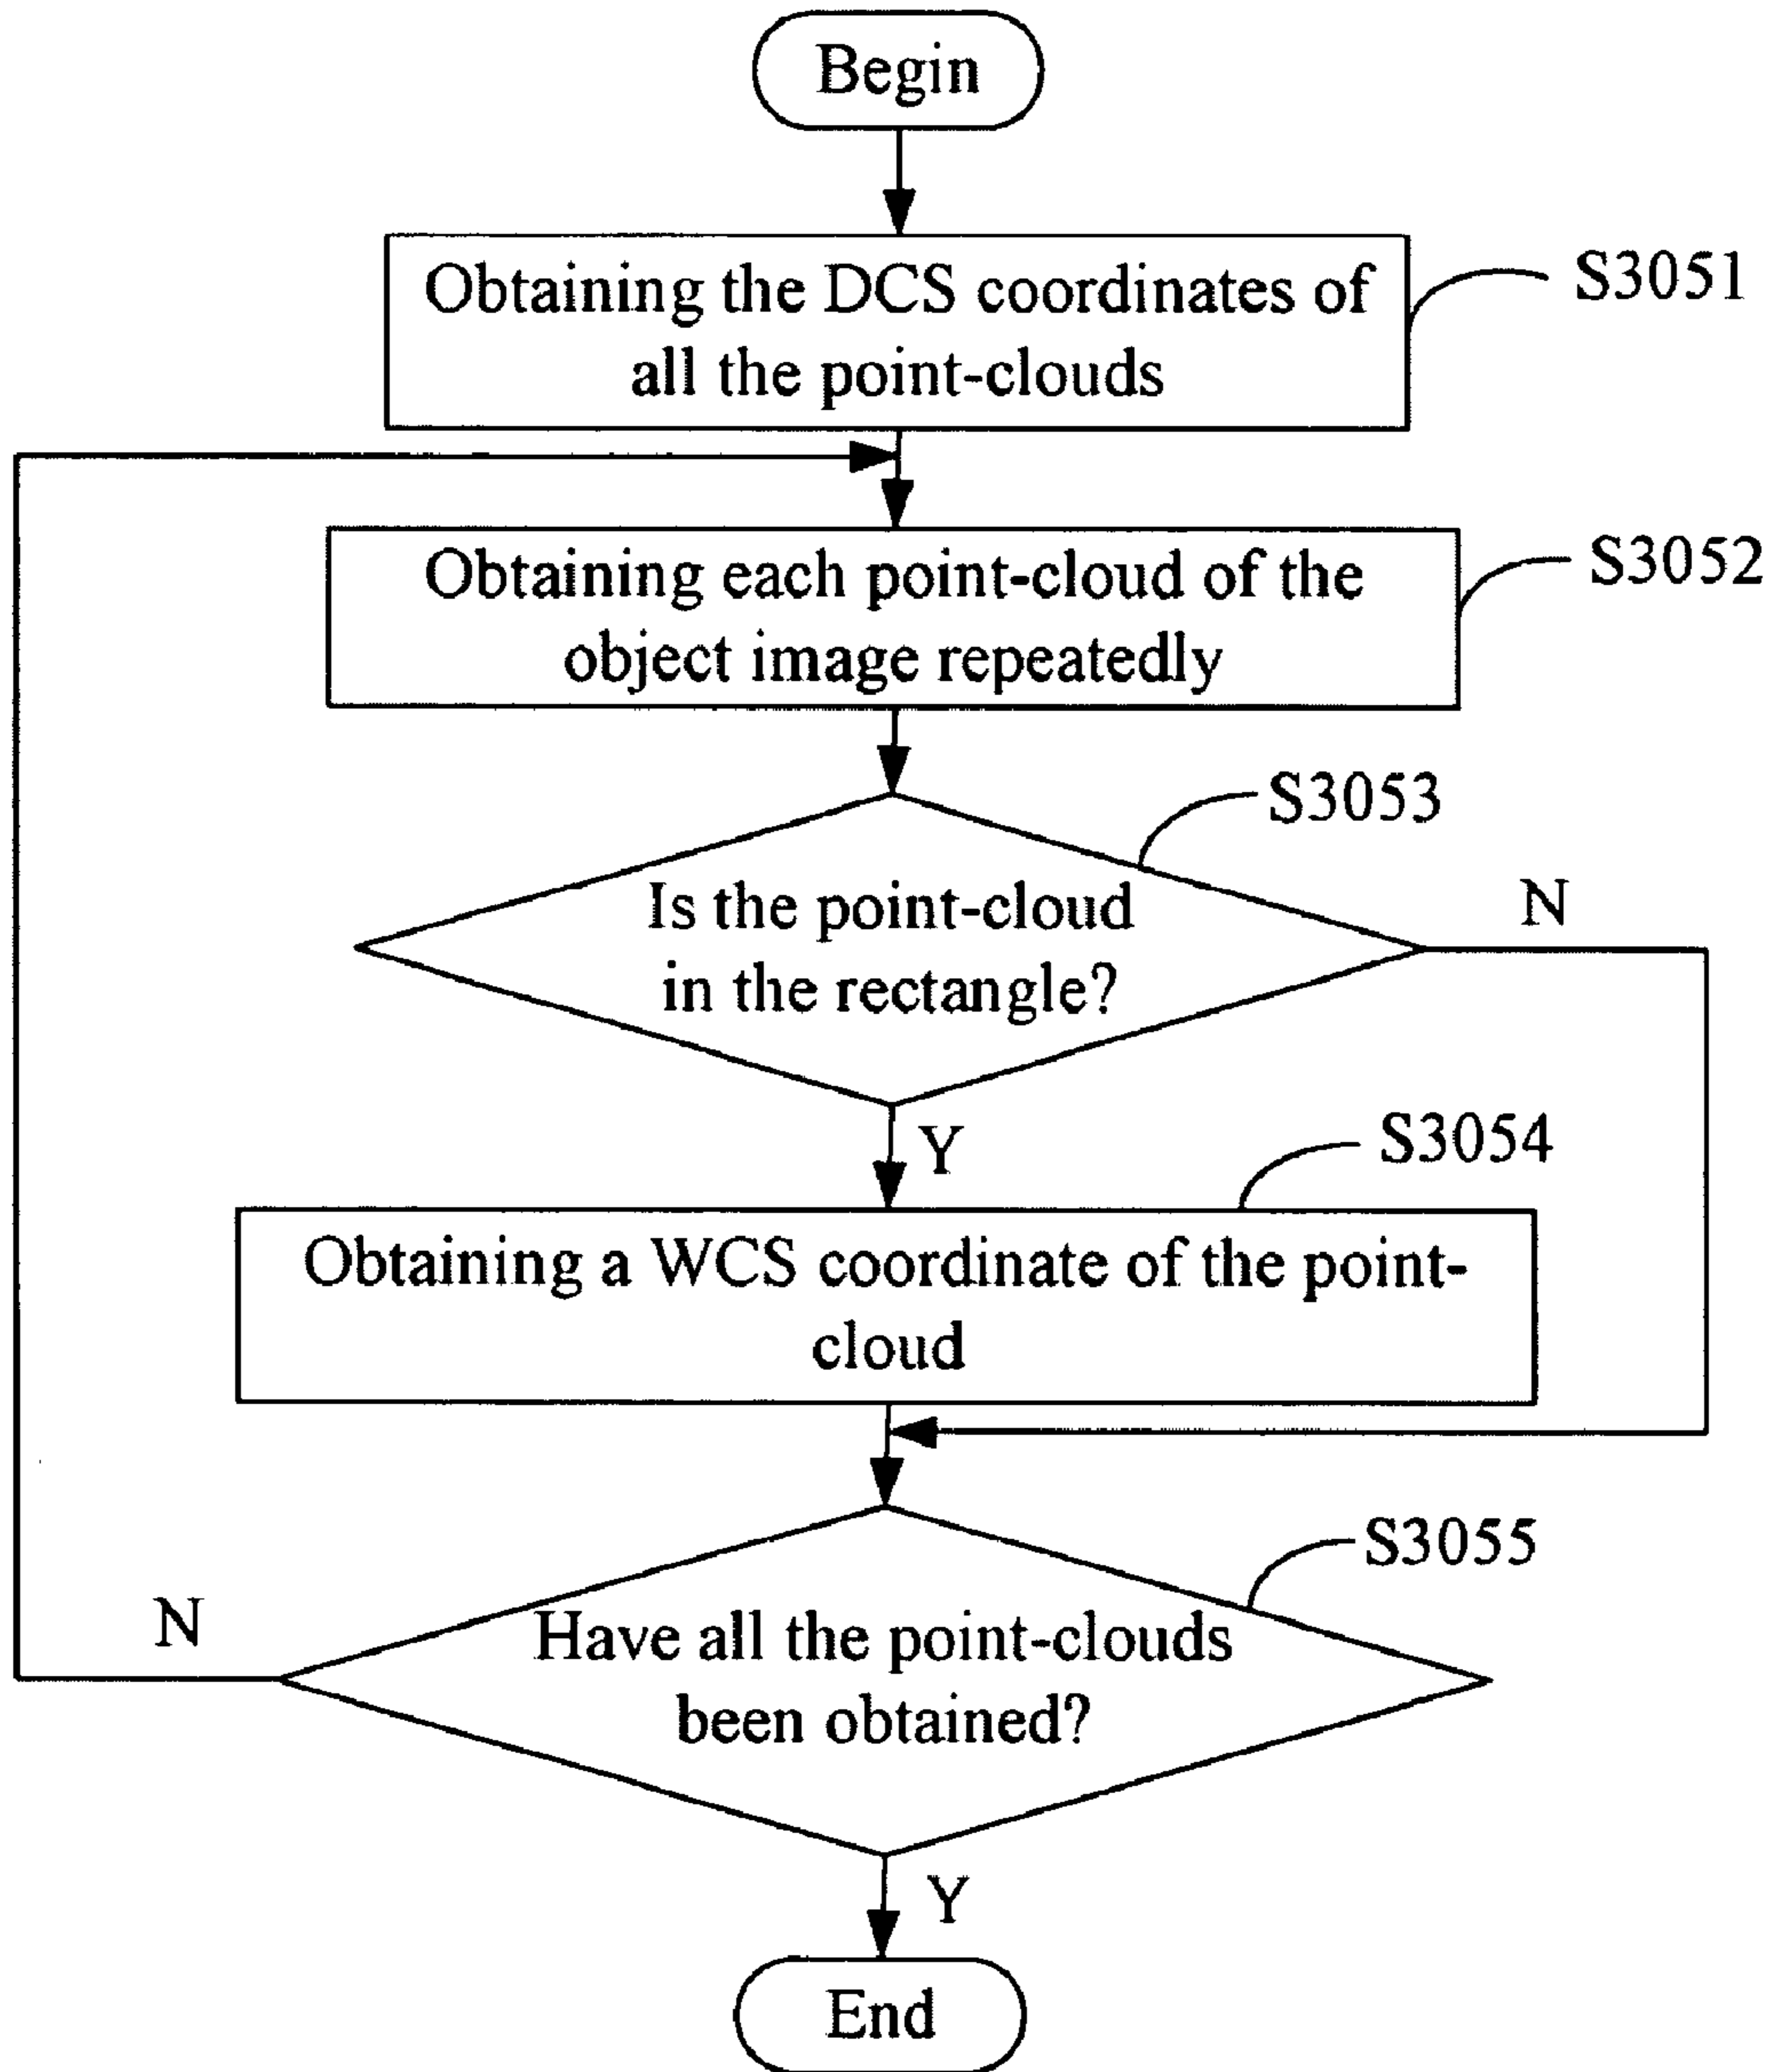 Begin
Obtaining the DCS coordinates of
all the point-clouds
S3051
Obtaining each point-cloud of the
object image repeatedly
S3052
S3053
Is the point-cloud
in the rectangle?
N
Y
S3054
Obtaining a WCS coordinate of the point-
cloud
S3055
Have all the point-clouds
been obtained?
N
Y
End